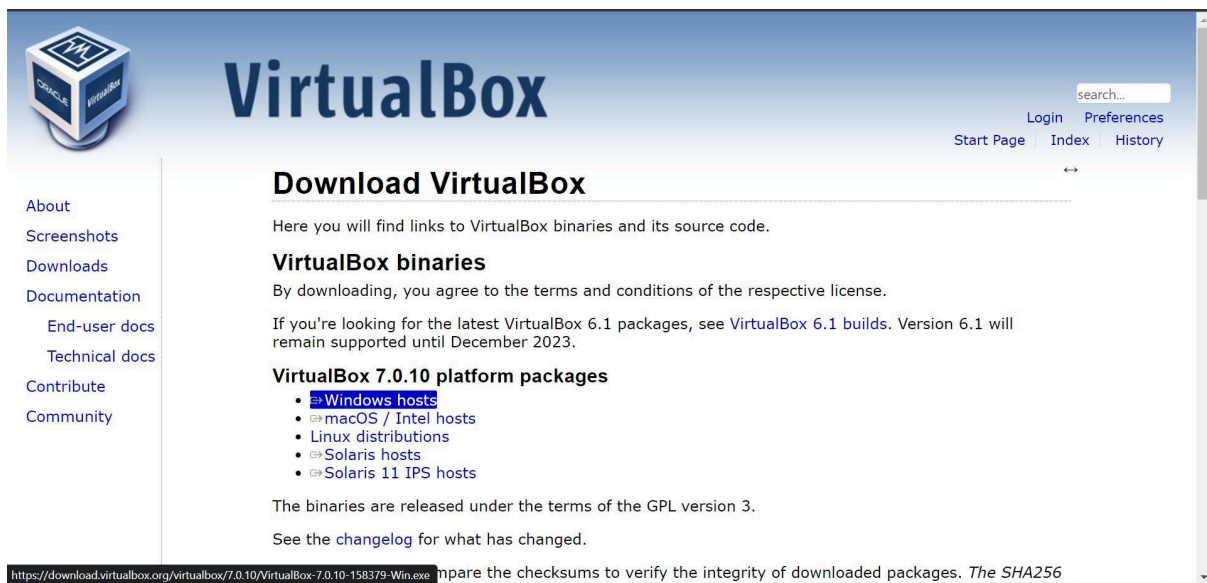 ORACLE
VirtualBox
VirtualBox
search...
Login Preferences
Start Page Index History
About
Screenshots
Downloads
Documentation
End-user docs
Technical docs
Contribute
Community
Download VirtualBox
Here you will find links to VirtualBox binaries and its source code.
VirtualBox binaries
By downloading, you agree to the terms and conditions of the respective license.
If you're looking for the latest VirtualBox 6.1 packages, see VirtualBox 6.1 builds. Version 6.1 will
remain supported until December 2023.
VirtualBox 7.0.10 platform packages
Windows hosts
macOS / Intel hosts
Linux distributions
Solaris hosts
Solaris 11 IPS hosts
The binaries are released under the terms of the GPL version 3.
See the changelog for what has changed.
https://download.virtualbox.org/virtualbox/7.0.10/VirtualBox-7.0.10-158379-Win.exe
the checksums to verify the integrity of downloaded packages. The SHA256